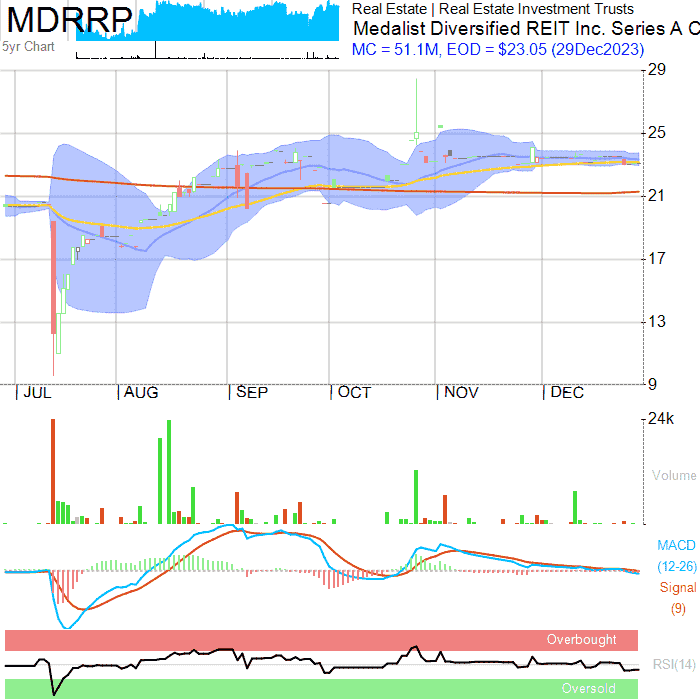 MDRRP
5yr Chart
Real Estate | Real Estate Investment Trusts
Medalist Diversified REIT Inc. Series A C
MC = 51.1M, EOD = $23.05 (29Dec2023)
29
25
21
17
13
9
JUL AUG SEP OCT NOV DEC
24k
Volume
MACD
(12-26)
Signal
(9)
Overbought
RSI(14)
Oversold